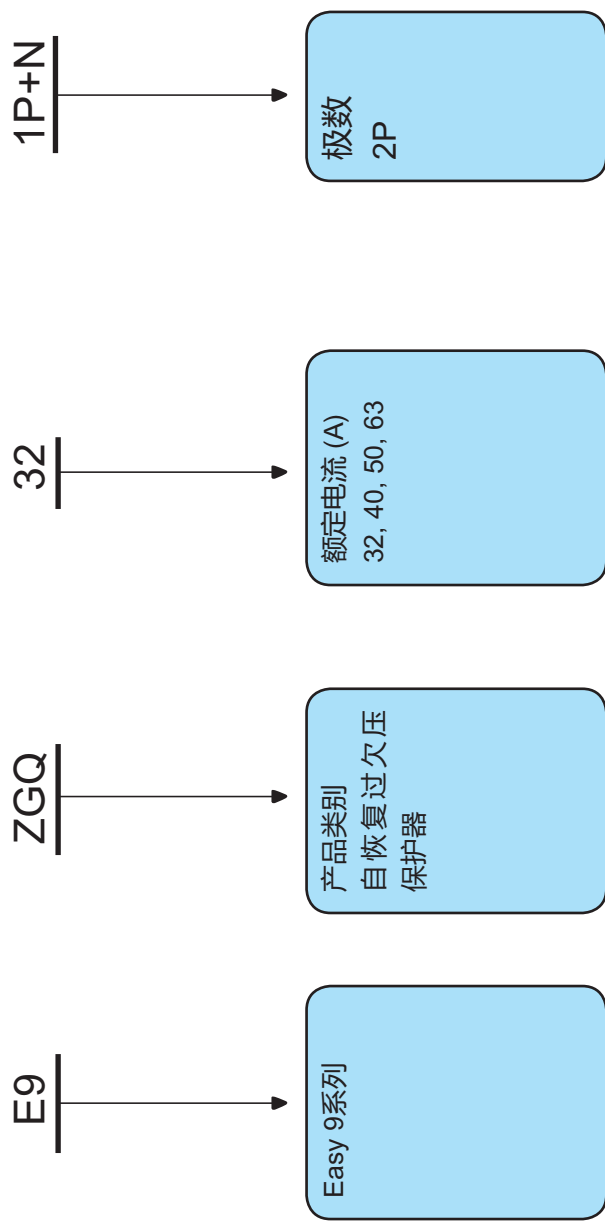 E9
ZGQ
32
1P+N
Easy 9系列
产品类别
自恢复过欠压
保护器
额定电流 (A)
32, 40, 50, 63
极数
2P